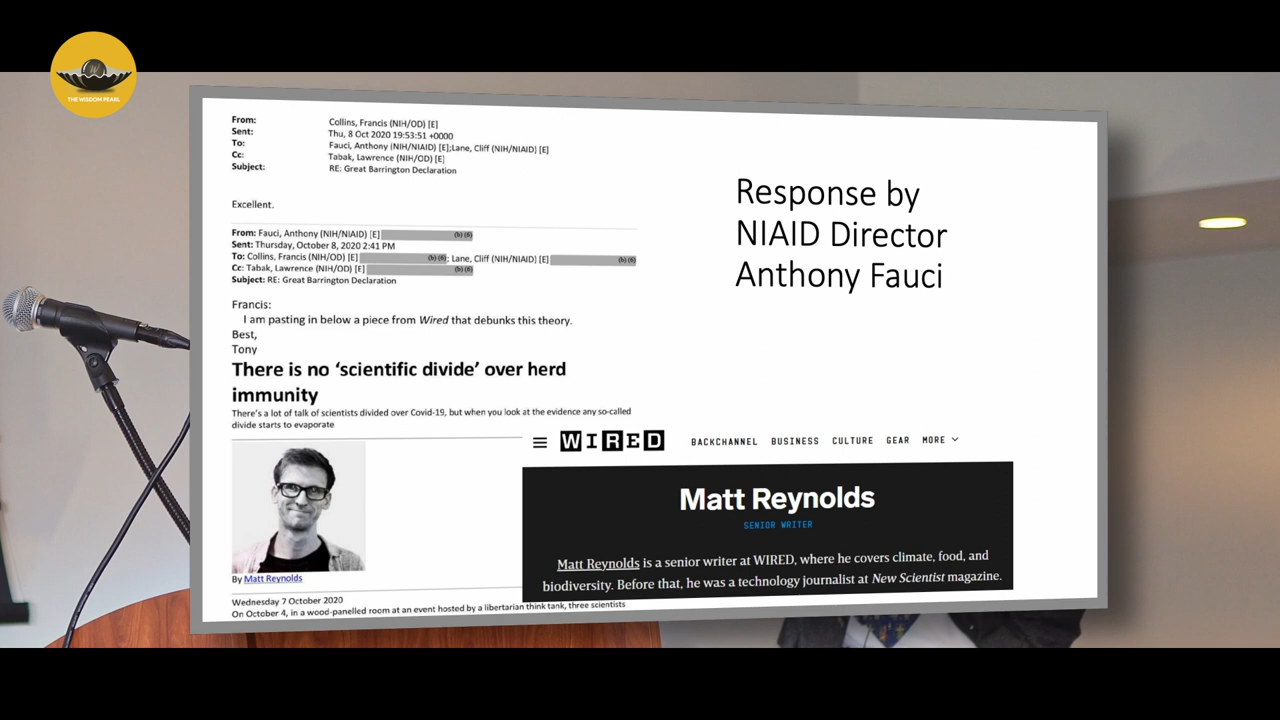 THE WISDOM PEARL
From: Collins, Francis (NIH/OD) [E]
Sent: Thu, 8 Oct 2020 19:53:51 +0000
To: Fauci, Anthony (NIH/NIAID) [E];Lane, Cliff (NIH/NIAID) [E]
Cc: Tabak, Lawrence (NIH/OD) [E]
Subject: RE: Great Barrington Declaration
Excellent.
From: Fauci, Anthony (NIH/NIAID) [E] (b) (6)
Sent: Thursday, October 8, 2020 2:41 PM
To: Collins, Francis (NIH/OD) [E] (b) (6); Lane, Cliff (NIH/NIAID) [E] (b) (6)
Cc: Tabak, Lawrence (NIH/OD) [E] (b) (6)
Subject: RE: Great Barrington Declaration
Francis:
I am pasting in below a piece from Wired that debunks this theory.
Best,
Tony
There is no ‘scientific divide’ over herd
immunity
There's a lot of talk of scientists divided over Covid-19, but when you look at the evidence any so-called
divide starts to evaporate
By Matt Reynolds
Wednesday 7 October 2020
On October 4, in a wood-panelled room at an event hosted by a libertarian think tank, three scientists
Response by
NIAID Director
Anthony Fauci
WIRED BACKCHANNEL BUSINESS CULTURE GEAR MORE
Matt Reynolds
SENIOR WRITER
Matt Reynolds is a senior writer at WIRED, where he covers climate, food, and
biodiversity. Before that, he was a technology journalist at New Scientist magazine.